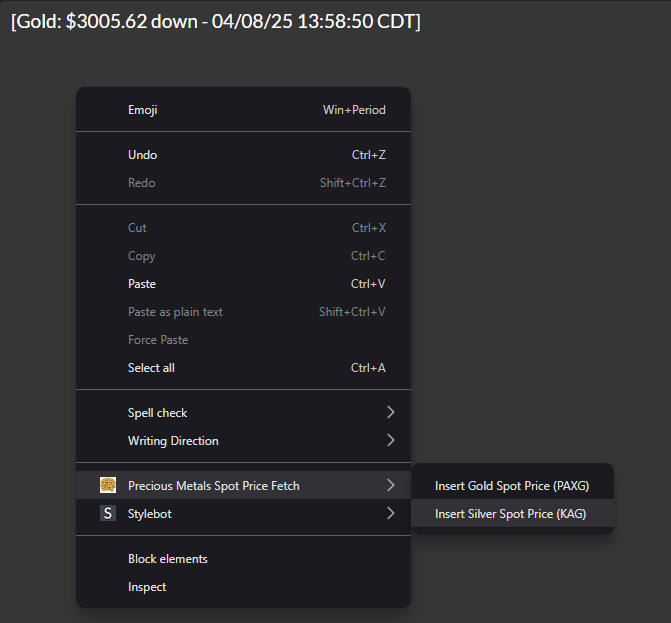 [Gold: $3005.62 down - 04/08/25 13:58:50 CDT]
Emoji Win+Period
Undo Ctrl+Z
Redo Shift+Ctrl+Z
Cut Ctrl+X
Copy Ctrl+C
Paste Ctrl+V
Paste as plain text Shift+Ctrl+V
Force Paste
Select all Ctrl+A
Spell check
Writing Direction
Precious Metals Spot Price Fetch
Insert Gold Spot Price (PAXG)
S Stylebot
Insert Silver Spot Price (KAG)
Block elements
Inspect